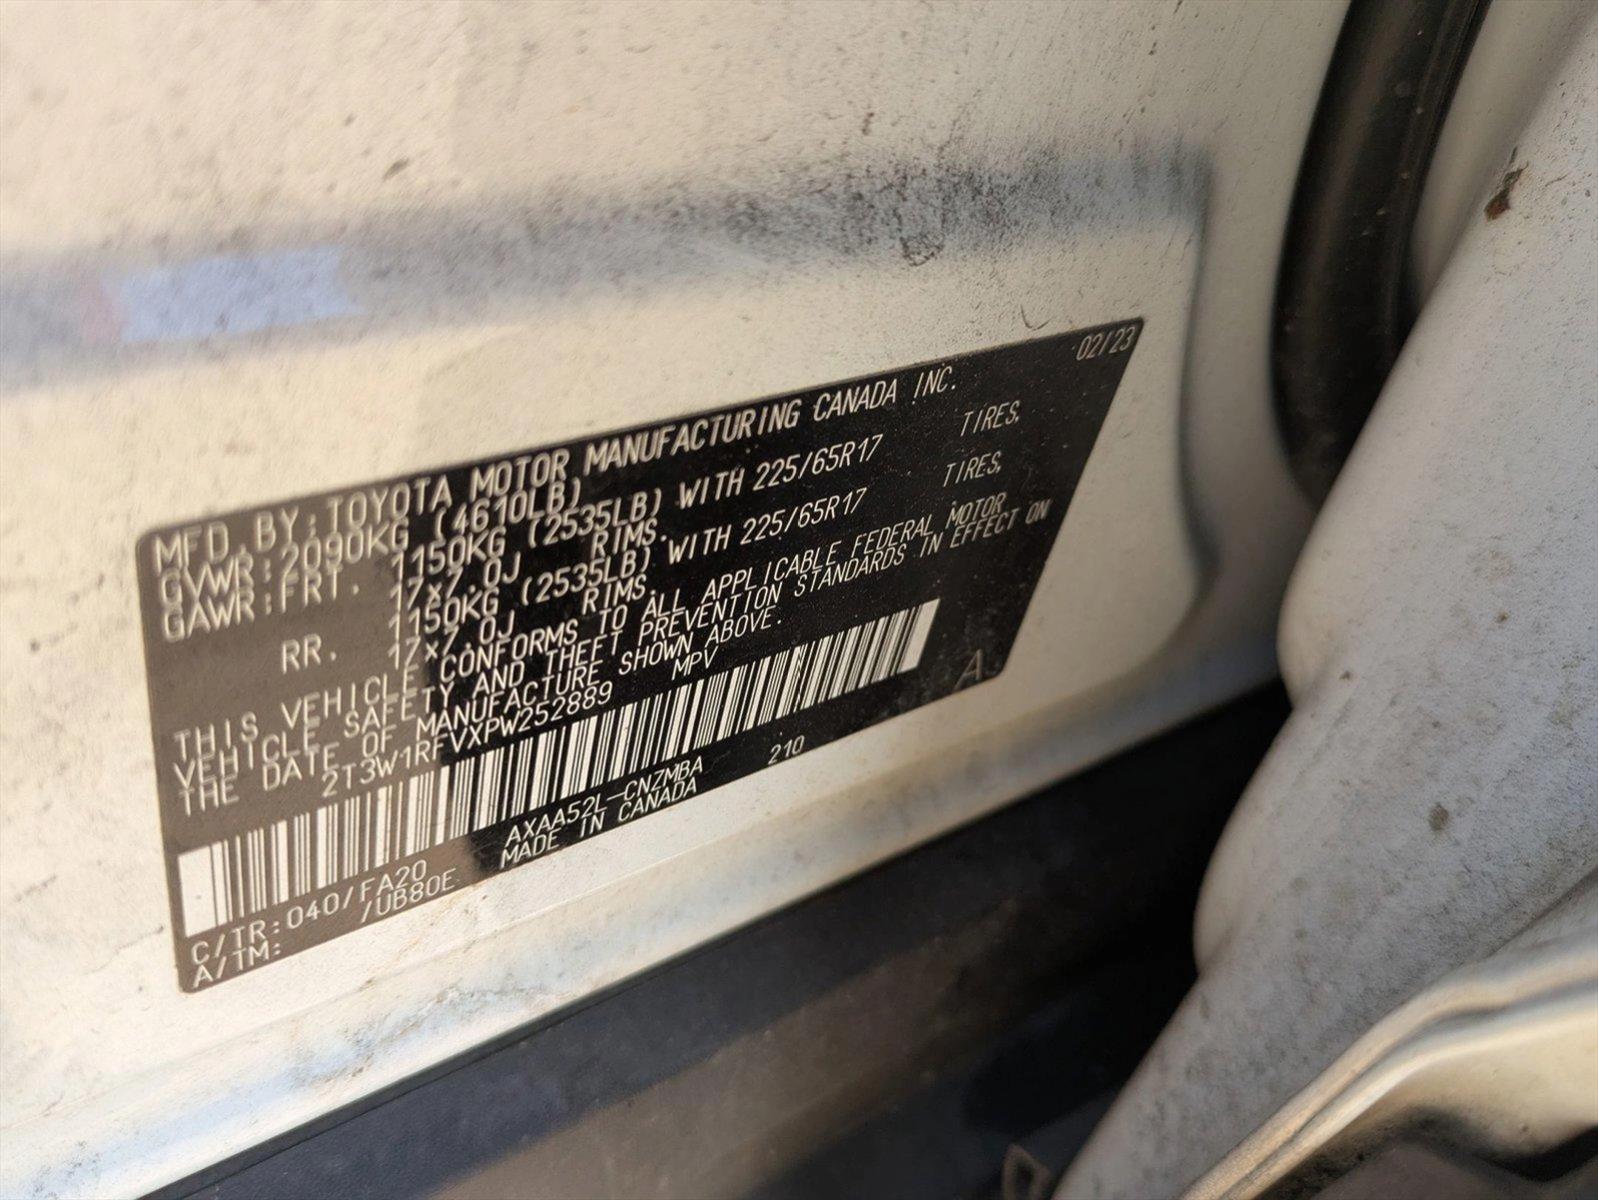 02/23
MFD.BY:TOYOTA MOTOR MANUFACTURING CANADA INC.
GVWR:2090KG (4610LB)
GAWR:FRT. 1150KG (2535LB) WITH 225/65R17 TIRES,
17x7.0J RIMS.
RR. 1150KG (2535LB) WITH 225/65R17 TIRES,
17x7.0J RIMS.
THIS VEHICLE CONFORMS TO ALL APPLICABLE FEDERAL MOTOR
VEHICLE SAFETY AND THEFT PREVENTION STANDARDS IN EFFECT ON
THE DATE OF MANUFACTURE SHOWN ABOVE.
2T3W1RFVXPW252889 MPV
A
C/TR:040/FA20 AXAA52L-CNZMBA 210
A/TM: /UB80E MADE IN CANADA